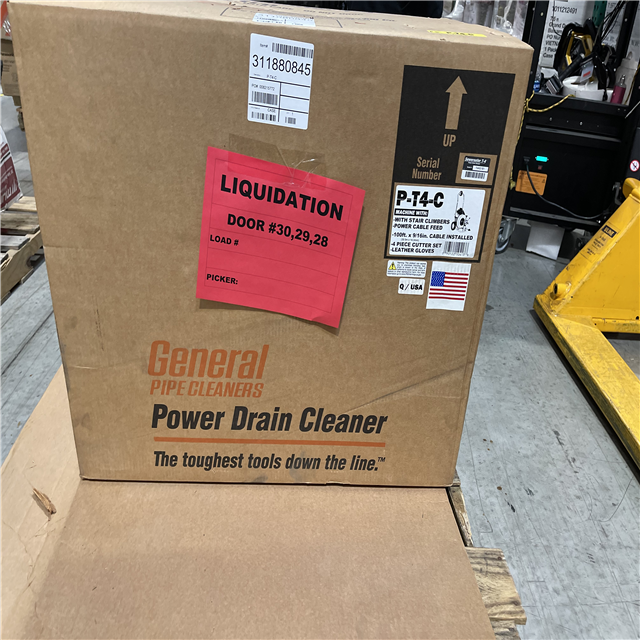 311880845
P-T4-C
CASE
LIQUIDATION
DOOR #30,29,28
LOAD #
PICKER:
UP
Serial
Number
P-T4-C
MACHINE WITH:
-WITH STAIR CLIMBERS
-POWER CABLE FEED
-100ft. x 9/16in. CABLE INSTALLED
-4 PIECE CUTTER SET
-LEATHER GLOVES
Q / USA
General
PIPE CLEANERS
Power Drain Cleaner
The toughest tools down the line.™